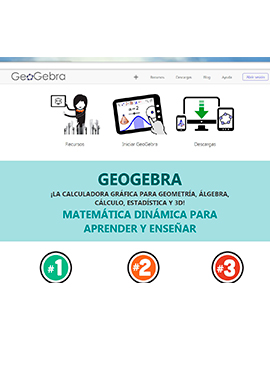 GeoGebra
Recursos Descargas Blog Ayuda Iniciar sesión
Recursos Iniciar GeoGebra Descargas
GEOGEBRA
¡LA CALCULADORA GRÁFICA PARA GEOMETRÍA, ÁLGEBRA,
CÁLCULO, ESTADÍSTICA Y 3D!
MATEMÁTICA DINÁMICA PARA
APRENDER Y ENSEÑAR
#1 #2 #3